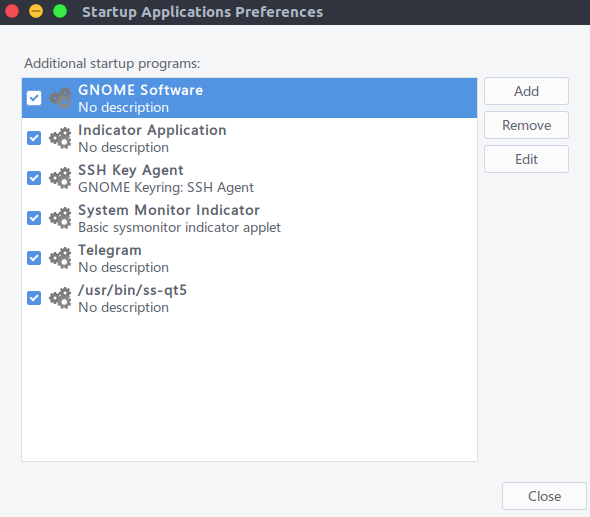 Startup Applications Preferences
Additional startup programs:
GNOME Software
No description
Indicator Application
No description
SSH Key Agent
GNOME Keyring: SSH Agent
System Monitor Indicator
Basic sysmonitor indicator applet
Telegram
No description
/usr/bin/ss-qt5
No description
Add
Remove
Edit
Close